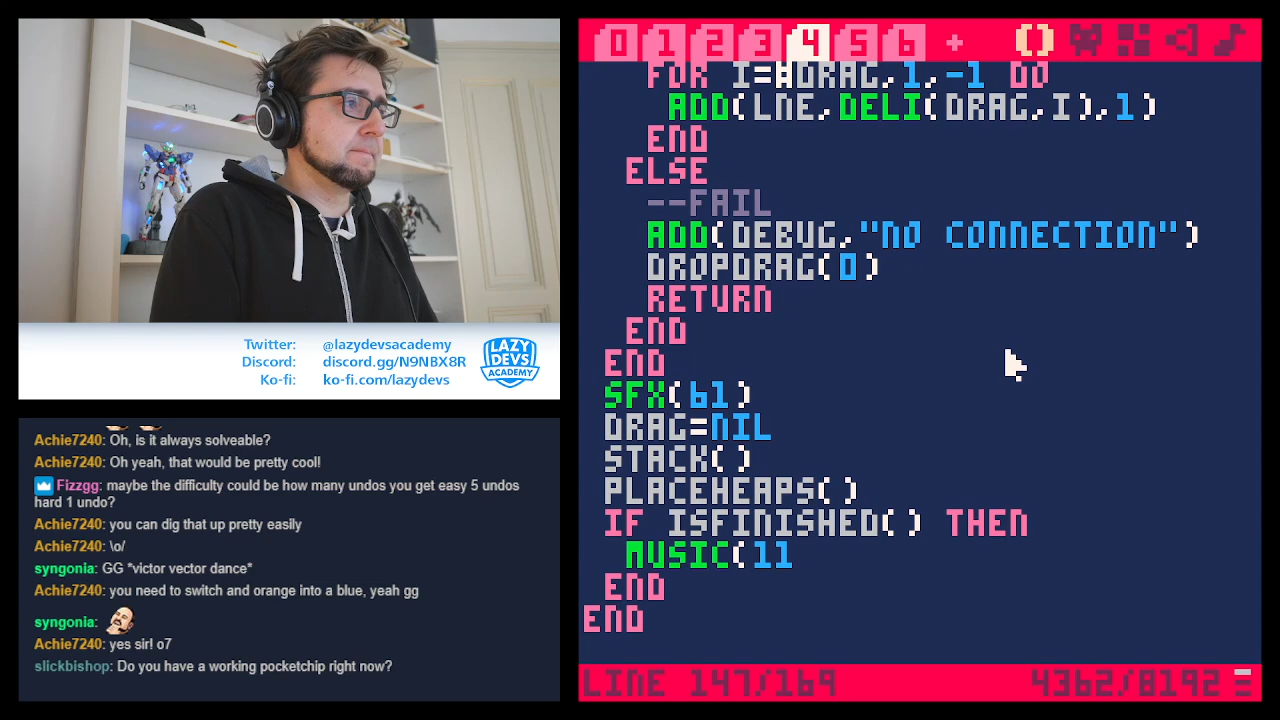 Twitter: @lazydevsacademy
Discord: discord.gg/N9NBX8R
Ko-fi: ko-fi.com/lazydevs
LAZY
DEVS
ACADEMY
Achie7240: Oh, is it always solveable?
Achie7240: Oh yeah, that would be pretty cool!
Fizzgg: maybe the difficulty could be how many undos you get easy 5 undos
hard 1 undo?
Achie7240: you can dig that up pretty easily
Achie7240: \o/
syngonia: GG *victor vector dance*
Achie7240: you need to switch and orange into a blue, yeah gg
syngonia:
Achie7240: yes sir! o7
slickbishop: Do you have a working pocketchip right now?
0 1 2 3 4 5 6 +
FOR I=#DRAG,1,-1 DO
ADD(LNE,DELI(DRAG,I),1)
END
ELSE
--FAIL
ADD(DEBUG,"NO CONNECTION")
DROPDRAG(0)
RETURN
END
END
SFX(61)
DRAG=NIL
STACK()
PLACEHEAPS()
IF ISFINISHED() THEN
MUSIC(11
END
END
LINE 147/169 4362/8192